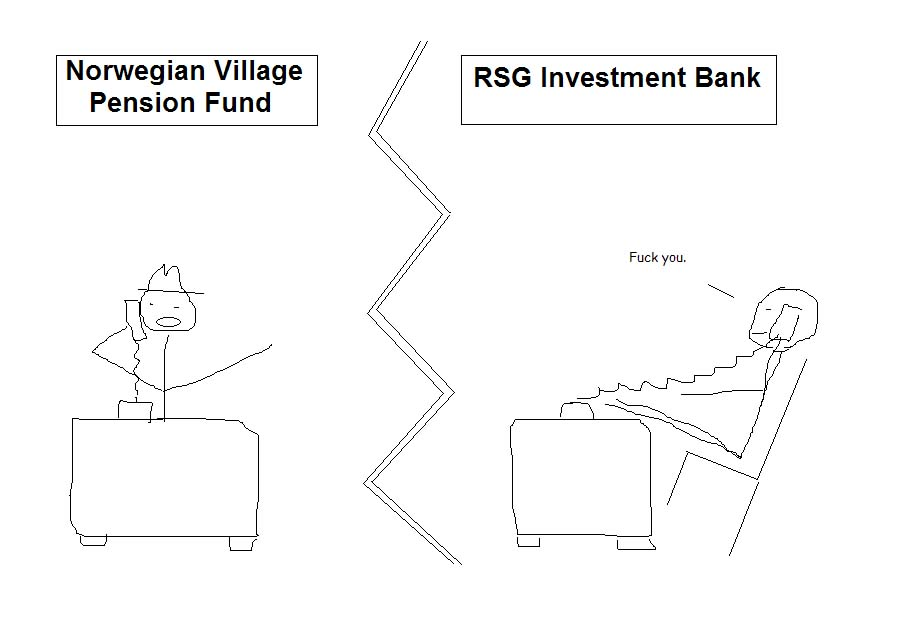 Norwegian Village
Pension Fund
RSG Investment Bank
Fuck you.